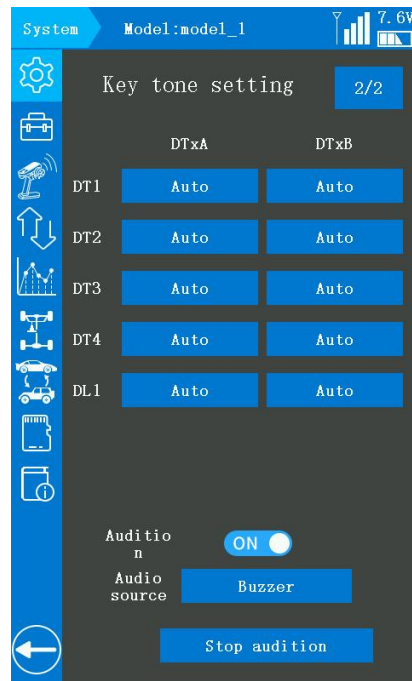 System Model:model_1 7.6V
Key tone setting 2/2
DTxA DTxB
DT1 Auto Auto
DT2 Auto Auto
DT3 Auto Auto
DT4 Auto Auto
DL1 Auto Auto
Auditio
n
ON
Audio
source
Buzzer
Stop audition